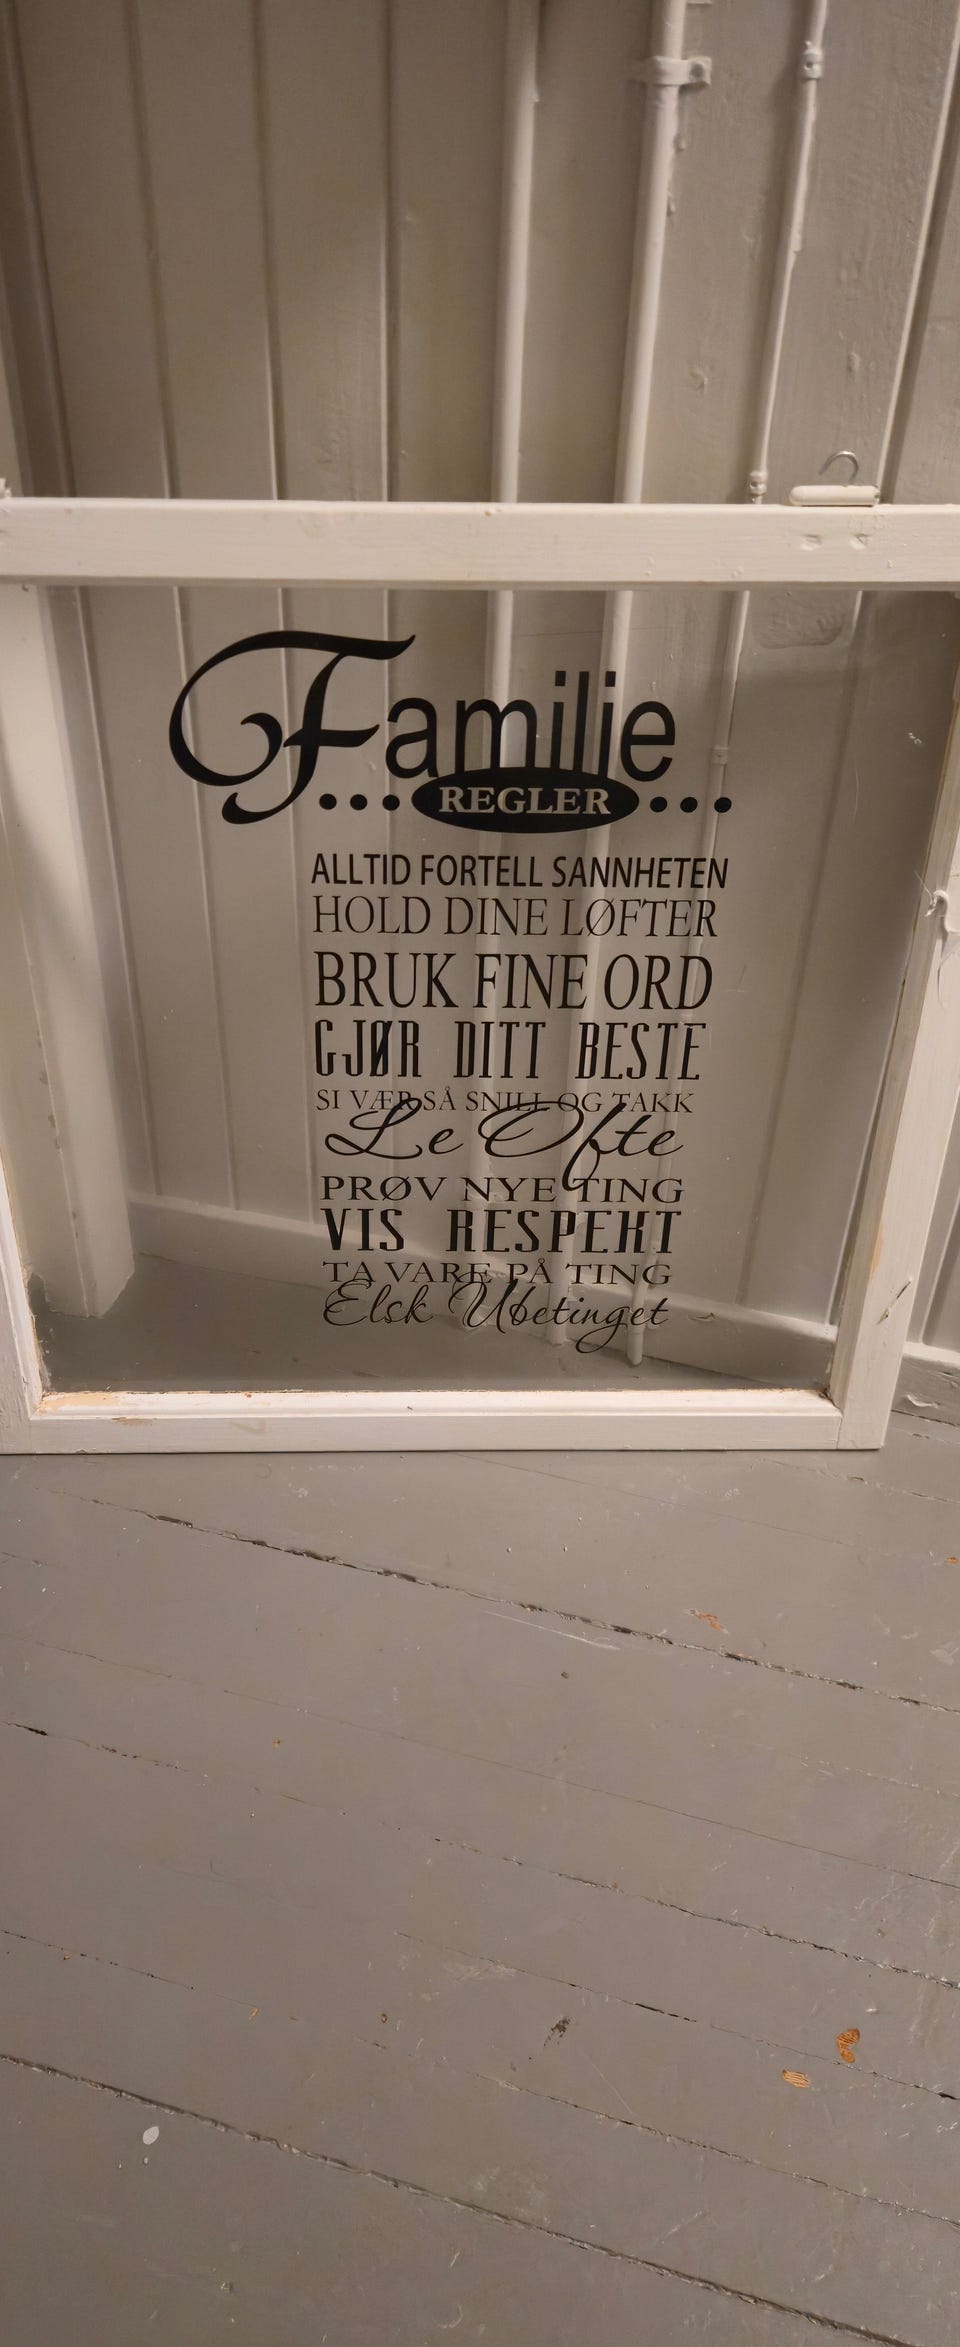 Familie
REGLER
ALLTID FORTELL SANNHETEN
HOLD DINE LØFTER
BRUK FINE ORD
GJØR DITT BESTE
SI VÆR SÅ SNILL OG TAKK
Le Ofte
PRØV NYE TING
VIS RESPEKT
TA VARE PÅ TING
Elsk Ubetinget